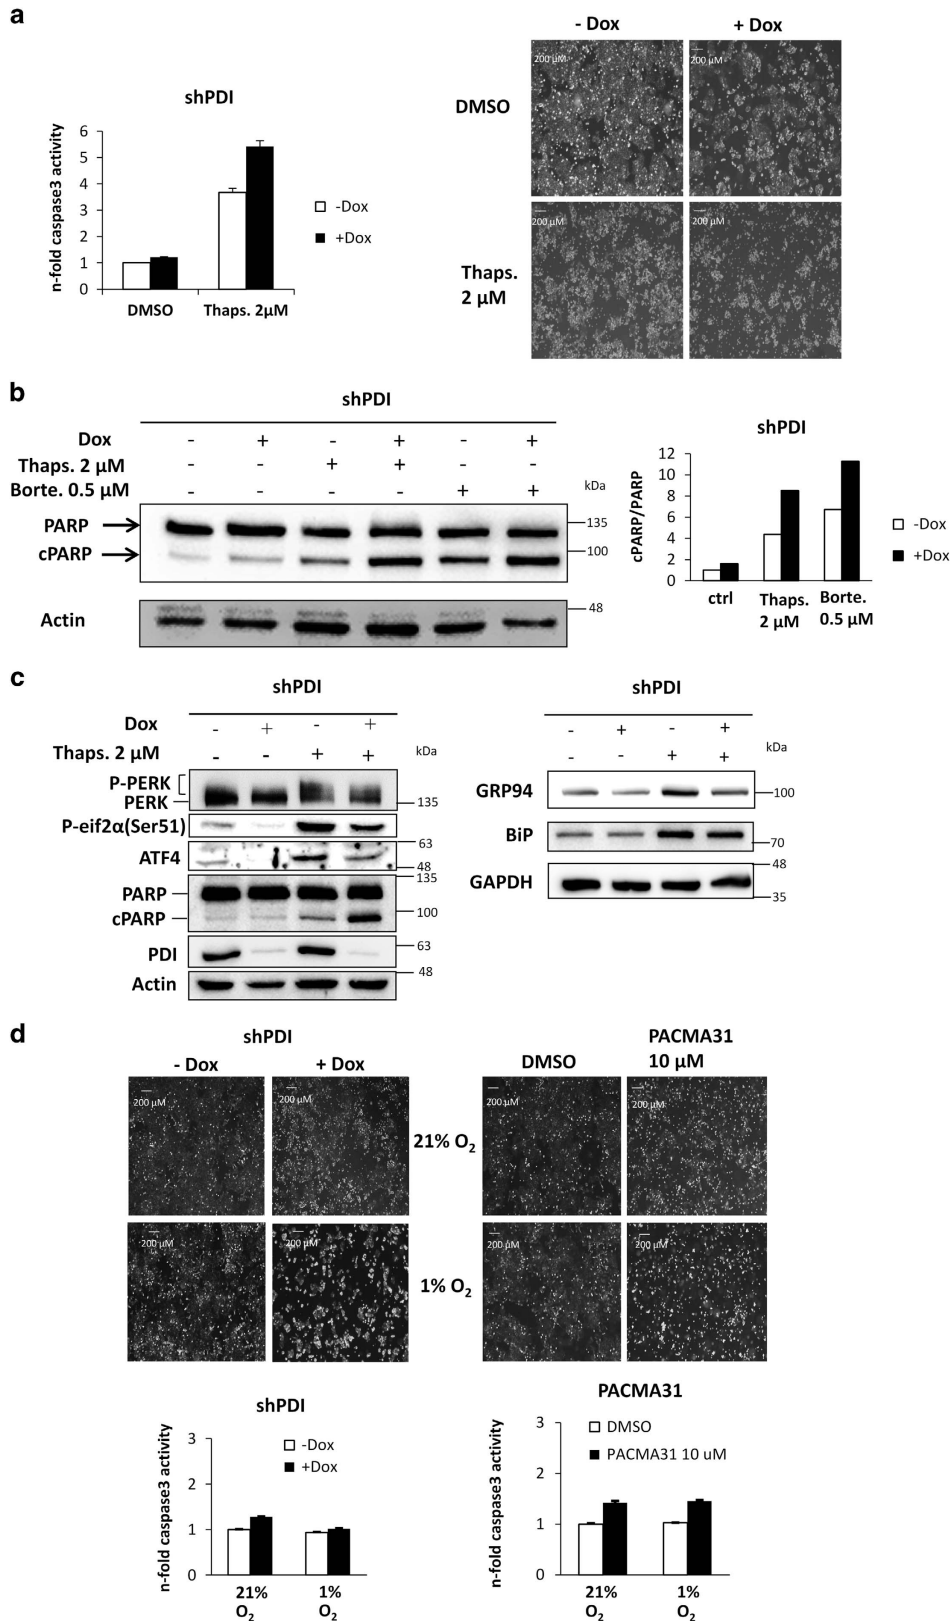 a
- Dox + Dox
shPDI
n-fold caspase3 activity
6
5
4
3
2
1
0
DMSO Thaps. 2µM
-Dox
+Dox
DMSO
Thaps.
2 µM
200 µM 200 µM
200 µM 200 µM
b
shPDI
Dox - + - + - +
Thaps. 2 µM - - + + - -
Borte. 0.5 µM - - - - + +
kDa
PARP
cPARP
135
100
Actin
48
shPDI
cPARP/PARP
12
10
8
6
4
2
0
ctrl Thaps. 2 µM Borte. 0.5 µM
-Dox
+Dox
c
shPDI
Dox - + - +
Thaps. 2 µM - - + +
kDa
P-PERK
PERK
135
P-eif2α(Ser51)
ATF4
63
48
PARP
135
cPARP
100
PDI
63
48
Actin
shPDI
- + - +
- - + +
kDa
GRP94
100
BiP
70
GAPDH
48
35
d
shPDI
- Dox + Dox
PACMA31
DMSO 10 µM
200 µM 200 µM 200 µM 200 µM
21% O₂
200 µM 200 µM 200 µM 200 µM
1% O₂
shPDI
n-fold caspase3 activity
3
2
1
0
-Dox
+Dox
21% O₂ 1% O₂
PACMA31
n-fold caspase3 activity
3
2
1
0
DMSO
PACMA31 10 uM
21% O₂ 1% O₂